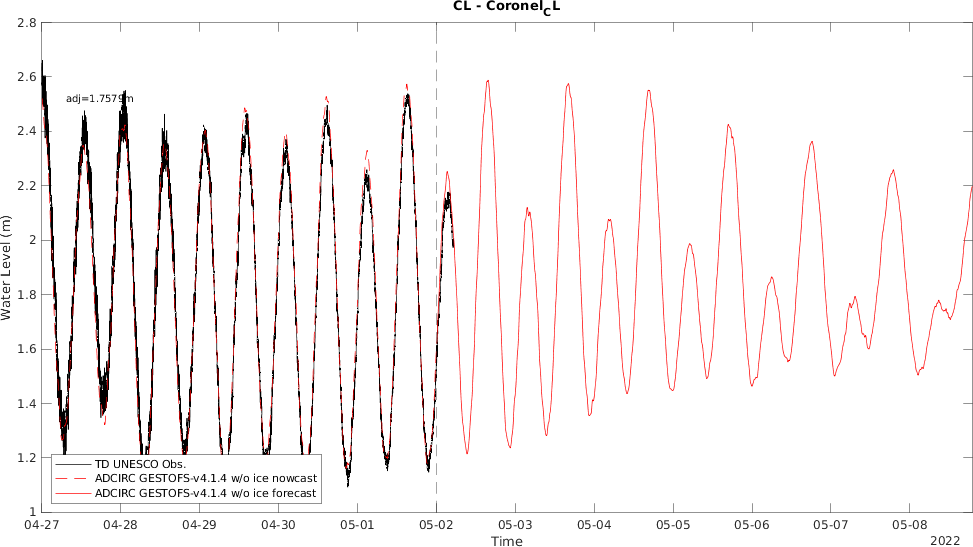 CL - Coronel_CL
2.8
2.6
2.4
2.2
2
1.8
1.6
1.4
1.2
1
Water Level (m)
adj=1.7579m
TD UNESCO Obs.
ADCIRC GESTOFS-v4.1.4 w/o ice nowcast
ADCIRC GESTOFS-v4.1.4 w/o ice forecast
04-27 04-28 04-29 04-30 05-01 05-02 05-03 05-04 05-05 05-06 05-07 05-08
Time
2022